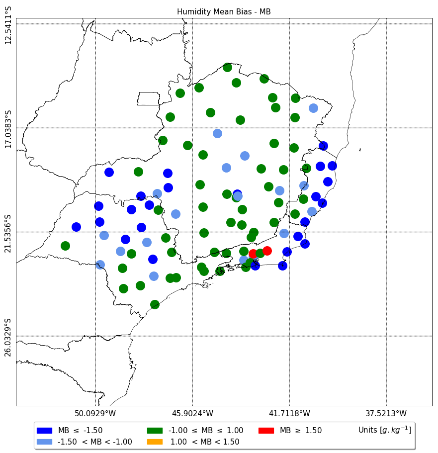 Humidity Mean Bias - MB
12.5411°S
17.0383°S
21.5356°S
26.0329°S
50.0999°W 45.9024°W 41.7118°W 37.5213°W
MB ≤ -1.50 -1.00 ≤ MB ≤ 1.00 MB ≥ 1.50 Units [g.kg⁻¹]
-1.50 < MB < -1.00 1.00 < MB < 1.50